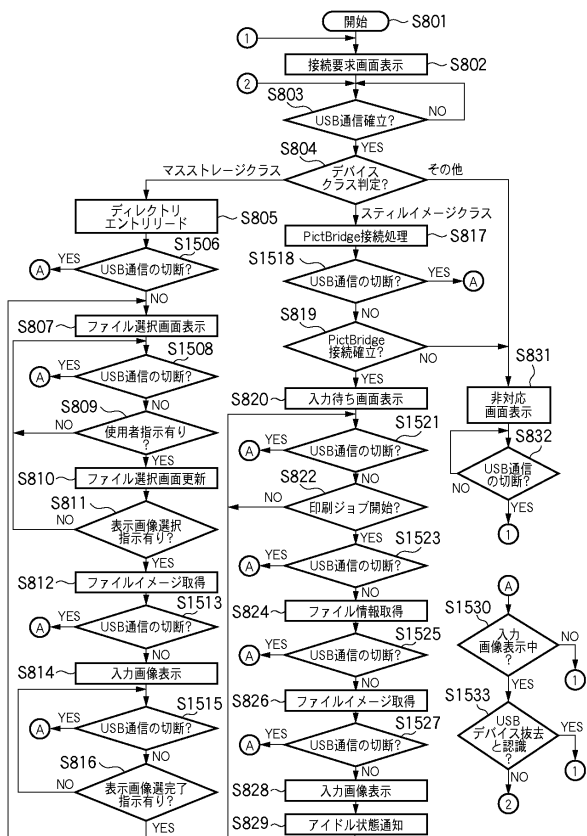 開始
S801
1
接続要求画面表示
S802
2
S803
USB通信確立?
NO
YES
S804
デバイス
クラス判定?
マスストレージクラス
その他
スティルイメージクラス
ディレクトリ
エントリリード
S805
S1506
USB通信の切断?
YES
A
NO
S807
ファイル選択画面表示
S1508
USB通信の切断?
YES
A
NO
S809
使用者指示有り
?
NO
YES
S810
ファイル選択画面更新
S811
表示画像選択
指示有り?
NO
YES
S812
ファイルイメージ取得
S1513
USB通信の切断?
YES
A
NO
S814
入力画像表示
S1515
USB通信の切断?
YES
A
NO
S816
表示画像選完了
指示有り?
NO
YES
PictBridge接続処理
S817
S1518
USB通信の切断?
YES
A
NO
S819
PictBridge
接続確立?
NO
YES
S820
入力待ち画面表示
S1521
USB通信の切断?
YES
A
NO
S822
印刷ジョブ開始?
NO
YES
S1523
USB通信の切断?
YES
A
NO
S824
ファイル情報取得
S1525
USB通信の切断?
YES
A
NO
S826
ファイルイメージ取得
S1527
USB通信の切断?
YES
A
NO
S828
入力画像表示
S829
アイドル状態通知
S831
非対応
画面表示
S832
USB通信
の切断?
NO
YES
1
A
S1530
入力
画像表示中
?
NO
1
YES
S1533
USB
デバイス抜去
と認識?
YES
1
NO
2